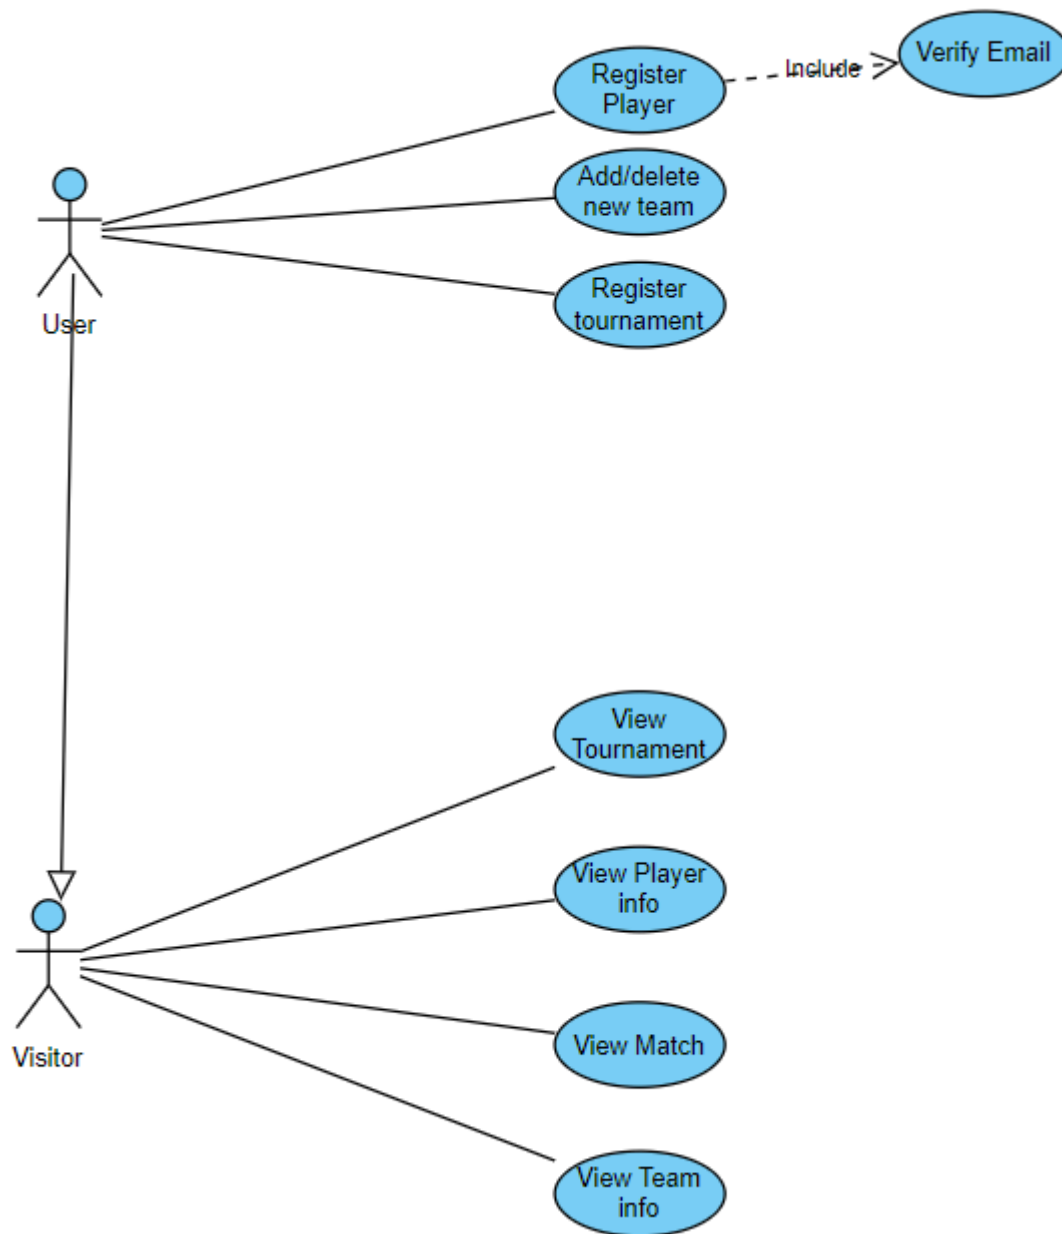 Register
Player
Include
Verify Email
Add/delete
new team
User
Register
tournament
View
Tournament
View Player
info
Visitor
View Match
View Team
info